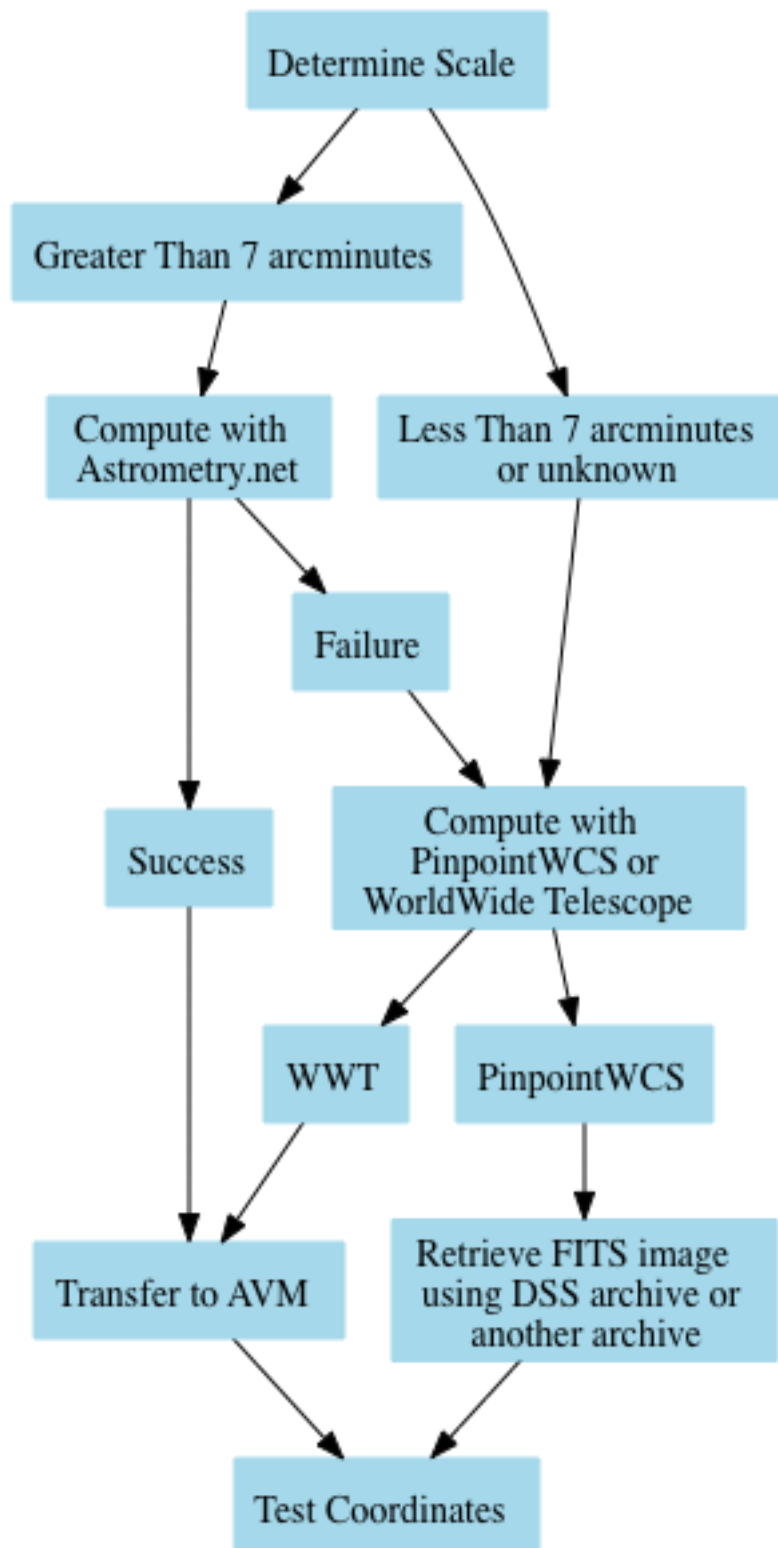 Determine Scale
Greater Than 7 arcminutes
Compute with
Astrometry.net
Less Than 7 arcminutes
or unknown
Failure
Success
Compute with
PinpointWCS or
WorldWide Telescope
WWT
PinpointWCS
Transfer to AVM
Retrieve FITS image
using DSS archive or
another archive
Test Coordinates